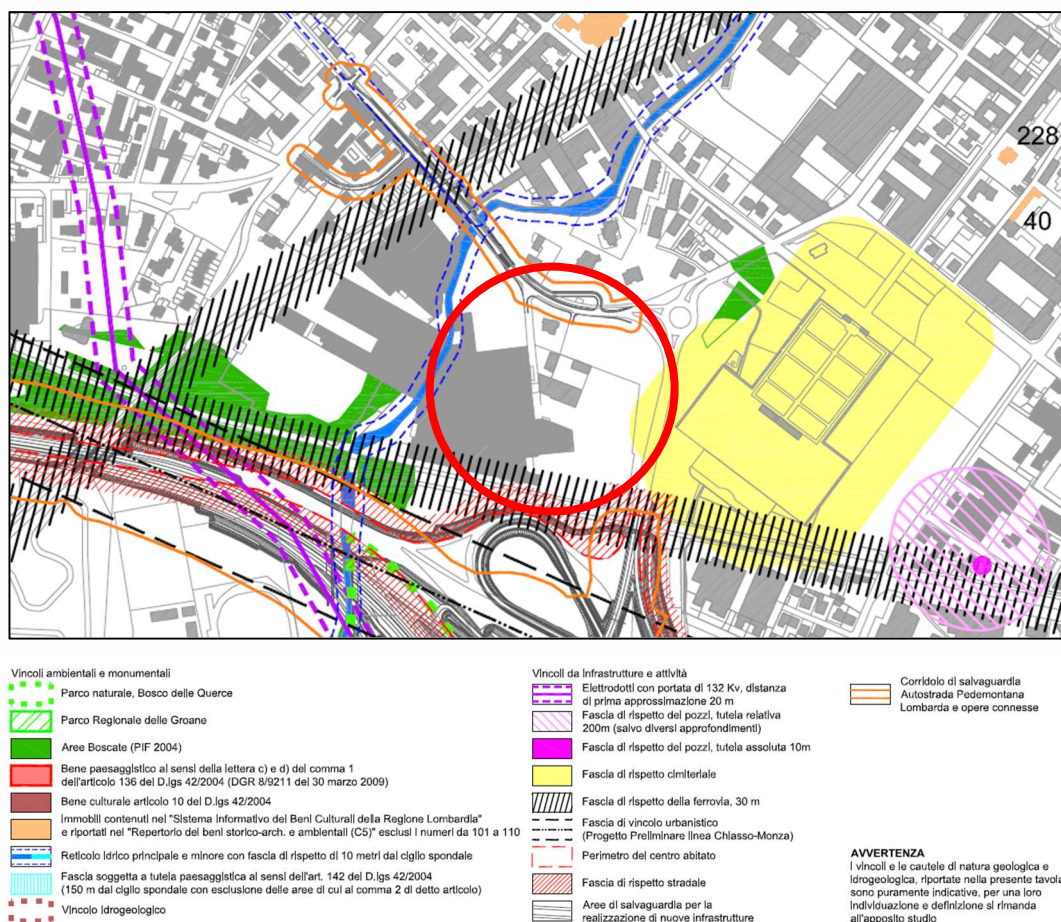 228
40
Vincoli ambientali e monumentali
Parco naturale, Bosco delle Querce
Parco Regionale delle Groane
Aree Boscate (PIF 2004)
Bene paesaggistico ai sensi della lettera c) e d) del comma 1
dell'articolo 136 del D.lgs 42/2004 (DGR 8/9211 del 30 marzo 2009)
Bene culturale articolo 10 del D.lgs 42/2004
Immobili contenuti nel "Sistema Informativo dei Beni Culturali della Regione Lombardia"
e riportati nel "Repertorio dei beni storico-arch. e ambientali (C5)" esclusi i numeri da 101 a 110
Reticolo idrico principale e minore con fascia di rispetto di 10 metri dal ciglio spondale
Fascia soggetta a tutela paesaggistica ai sensi dell'art. 142 del D.lgs 42/2004
(150 m dal ciglio spondale con esclusione delle aree di cui al comma 2 di detto articolo)
Vincolo idrogeologico
Vincoli da infrastrutture e attività
Elettrodotti con portata di 132 Kv, distanza
di prima approssimazione 20 m
Fascia di rispetto dei pozzi, tutela relativa
200m (salvo diversi approfondimenti)
Fascia di rispetto dei pozzi, tutela assoluta 10m
Fascia di rispetto cimiteriale
Fascia di rispetto della ferrovia, 30 m
Fascia di vincolo urbanistico
(Progetto Preliminare linea Chiasso-Monza)
Perimetro del centro abitato
Fascia di rispetto stradale
Aree di salvaguardia per la
realizzazione di nuove infrastrutture
Corridoio di salvaguardia
Autostrada Pedemontana
Lombarda e opere connesse
AVVERTENZA
I vincoli e le cautele di natura geologica e
idrogeologica, riportate nella presente tavola
sono puramente indicative, per una loro
individuazione e definizione si rimanda
all'apposito studio